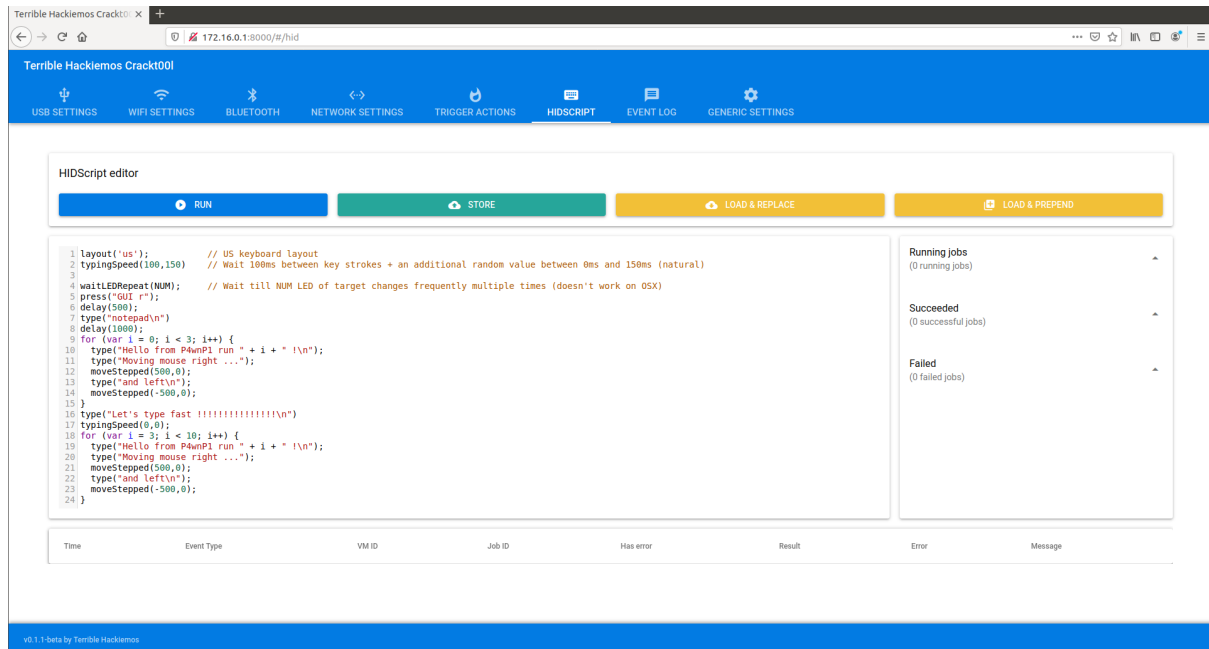 Terrible Hackiemos Crackt0
172.16.0.1:8000/#/hid
Terrible Hackiemos Crackt00l
USB SETTINGS WIFI SETTINGS BLUETOOTH NETWORK SETTINGS TRIGGER ACTIONS HIDSCRIPT EVENT LOG GENERIC SETTINGS
HIDScript editor
RUN STORE LOAD & REPLACE LOAD & PREPEND
1 layout('us'); // US keyboard layout
2 typingSpeed(100,150) // Wait 100ms between key strokes + an additional random value between 0ms and 150ms (natural)
3
4 waitLEDRepeat(NUM); // Wait till NUM LED of target changes frequently multiple times (doesn't work on OSX)
5 press("GUI r");
6 delay(500);
7 type("notepad\n")
8 delay(1000);
9 for (var i = 0; i < 3; i++) {
10 type("Hello from P4wnP1 run " + i + " !\n");
11 type("Moving mouse right ...");
12 moveStepped(500,0);
13 type("and left\n");
14 moveStepped(-500,0);
15 }
16 type("Let's type fast !!!!!!!!!!!!!!!\n")
17 typingSpeed(0,0);
18 for (var i = 3; i < 10; i++) {
19 type("Hello from P4wnP1 run " + i + " !\n");
20 type("Moving mouse right ...");
21 moveStepped(500,0);
22 type("and left\n");
23 moveStepped(-500,0);
24 }
Running jobs
(0 running jobs)
Succeeded
(0 successful jobs)
Failed
(0 failed jobs)
Time Event Type VM ID Job ID Has error Result Error Message
v0.1.1-beta by Terrible Hackiemos